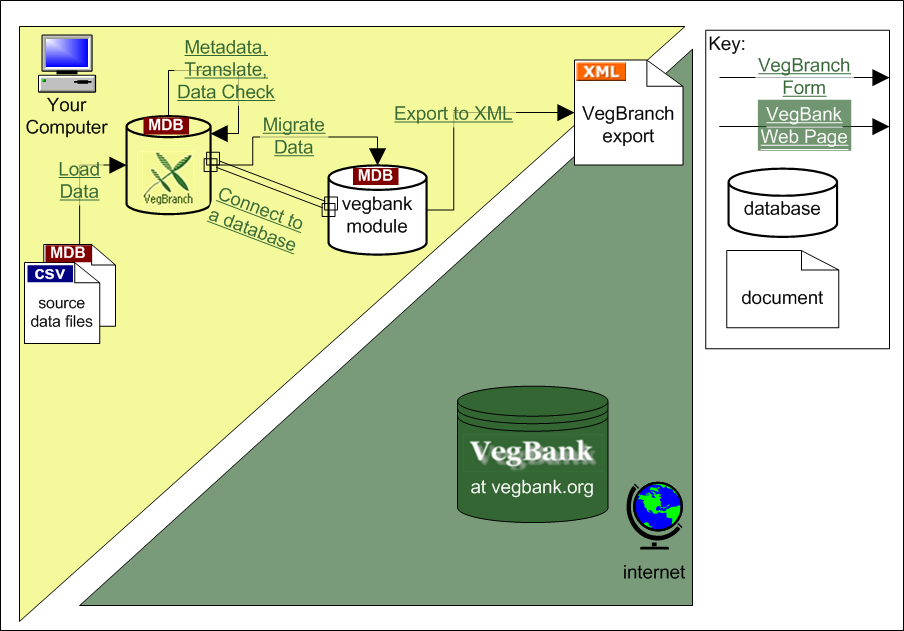 Your
Computer
Metadata,
Translate,
Data Check
MDB
VegBranch
Load
Data
MDB
CSV
source
data files
Migrate
Data
Connect to
a database
MDB
vegbank
module
Export to XML
XML
VegBranch
export
VegBank
at vegbank.org
internet
Key:
VegBranch
Form
VegBank
Web Page
database
document